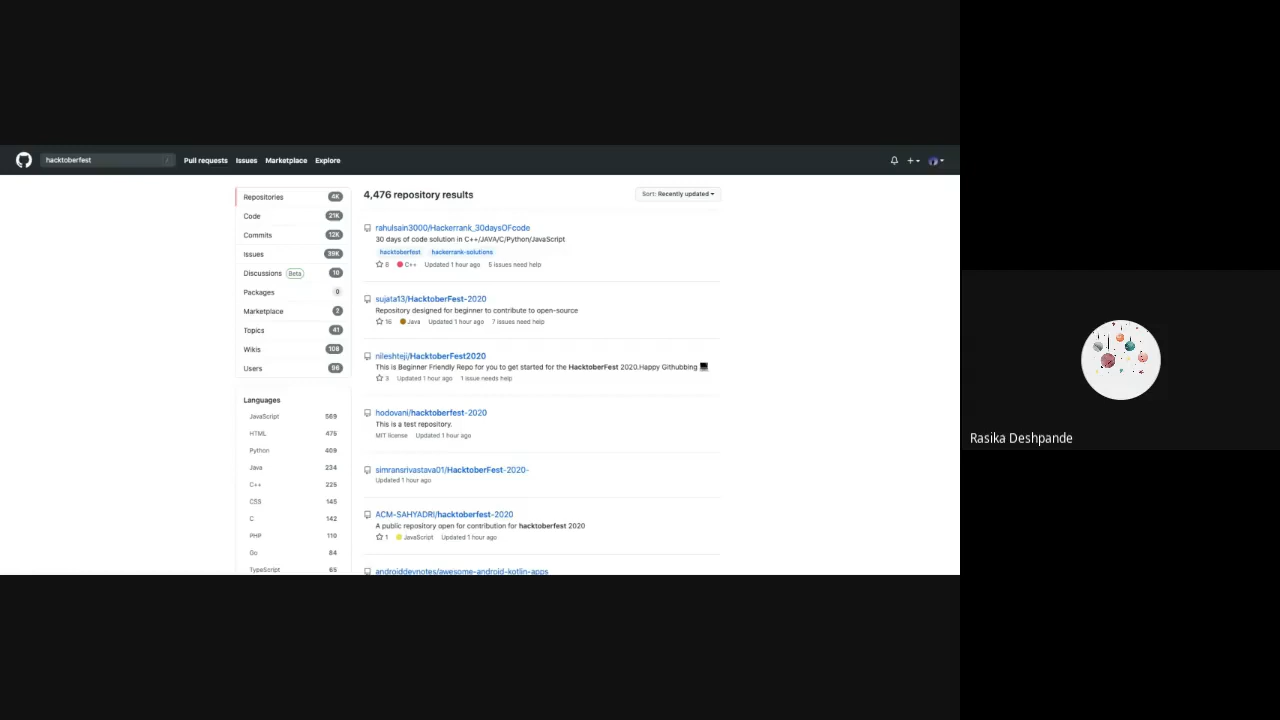 hacktoberfest /
Pull requests Issues Marketplace Explore
Repositories 4K
Code 21K
Commits 12K
Issues 39K
Discussions Beta 10
Packages 0
Marketplace 2
Topics 41
Wikis 108
Users 96
Languages
JavaScript 569
HTML 475
Python 409
Java 234
C++ 225
CSS 145
C 142
PHP 110
Go 84
TypeScript 65
4,476 repository results
Sort: Recently updated
rahulsain3000/Hackerrank_30daysOFcode
30 days of code solution in C++/JAVA/C/Python/JavaScript
hacktoberfest hackerrank-solutions
8 C++ Updated 1 hour ago 5 issues need help
sujata13/HacktoberFest-2020
Repository designed for beginner to contribute to open-source
16 Java Updated 1 hour ago 7 issues need help
nileshteji/HacktoberFest2020
This is Beginner Friendly Repo for you to get started for the HacktoberFest 2020.Happy Githubbing
3 Updated 1 hour ago 1 issue needs help
hodovani/hacktoberfest-2020
This is a test repository.
MIT license Updated 1 hour ago
simransrivastava01/HacktoberFest-2020-
Updated 1 hour ago
ACM-SAHYADRI/hacktoberfest-2020
A public repository open for contribution for hacktoberfest 2020
1 JavaScript Updated 1 hour ago
androiddevnotes/awesome-android-kotlin-apps
Rasika Deshpande